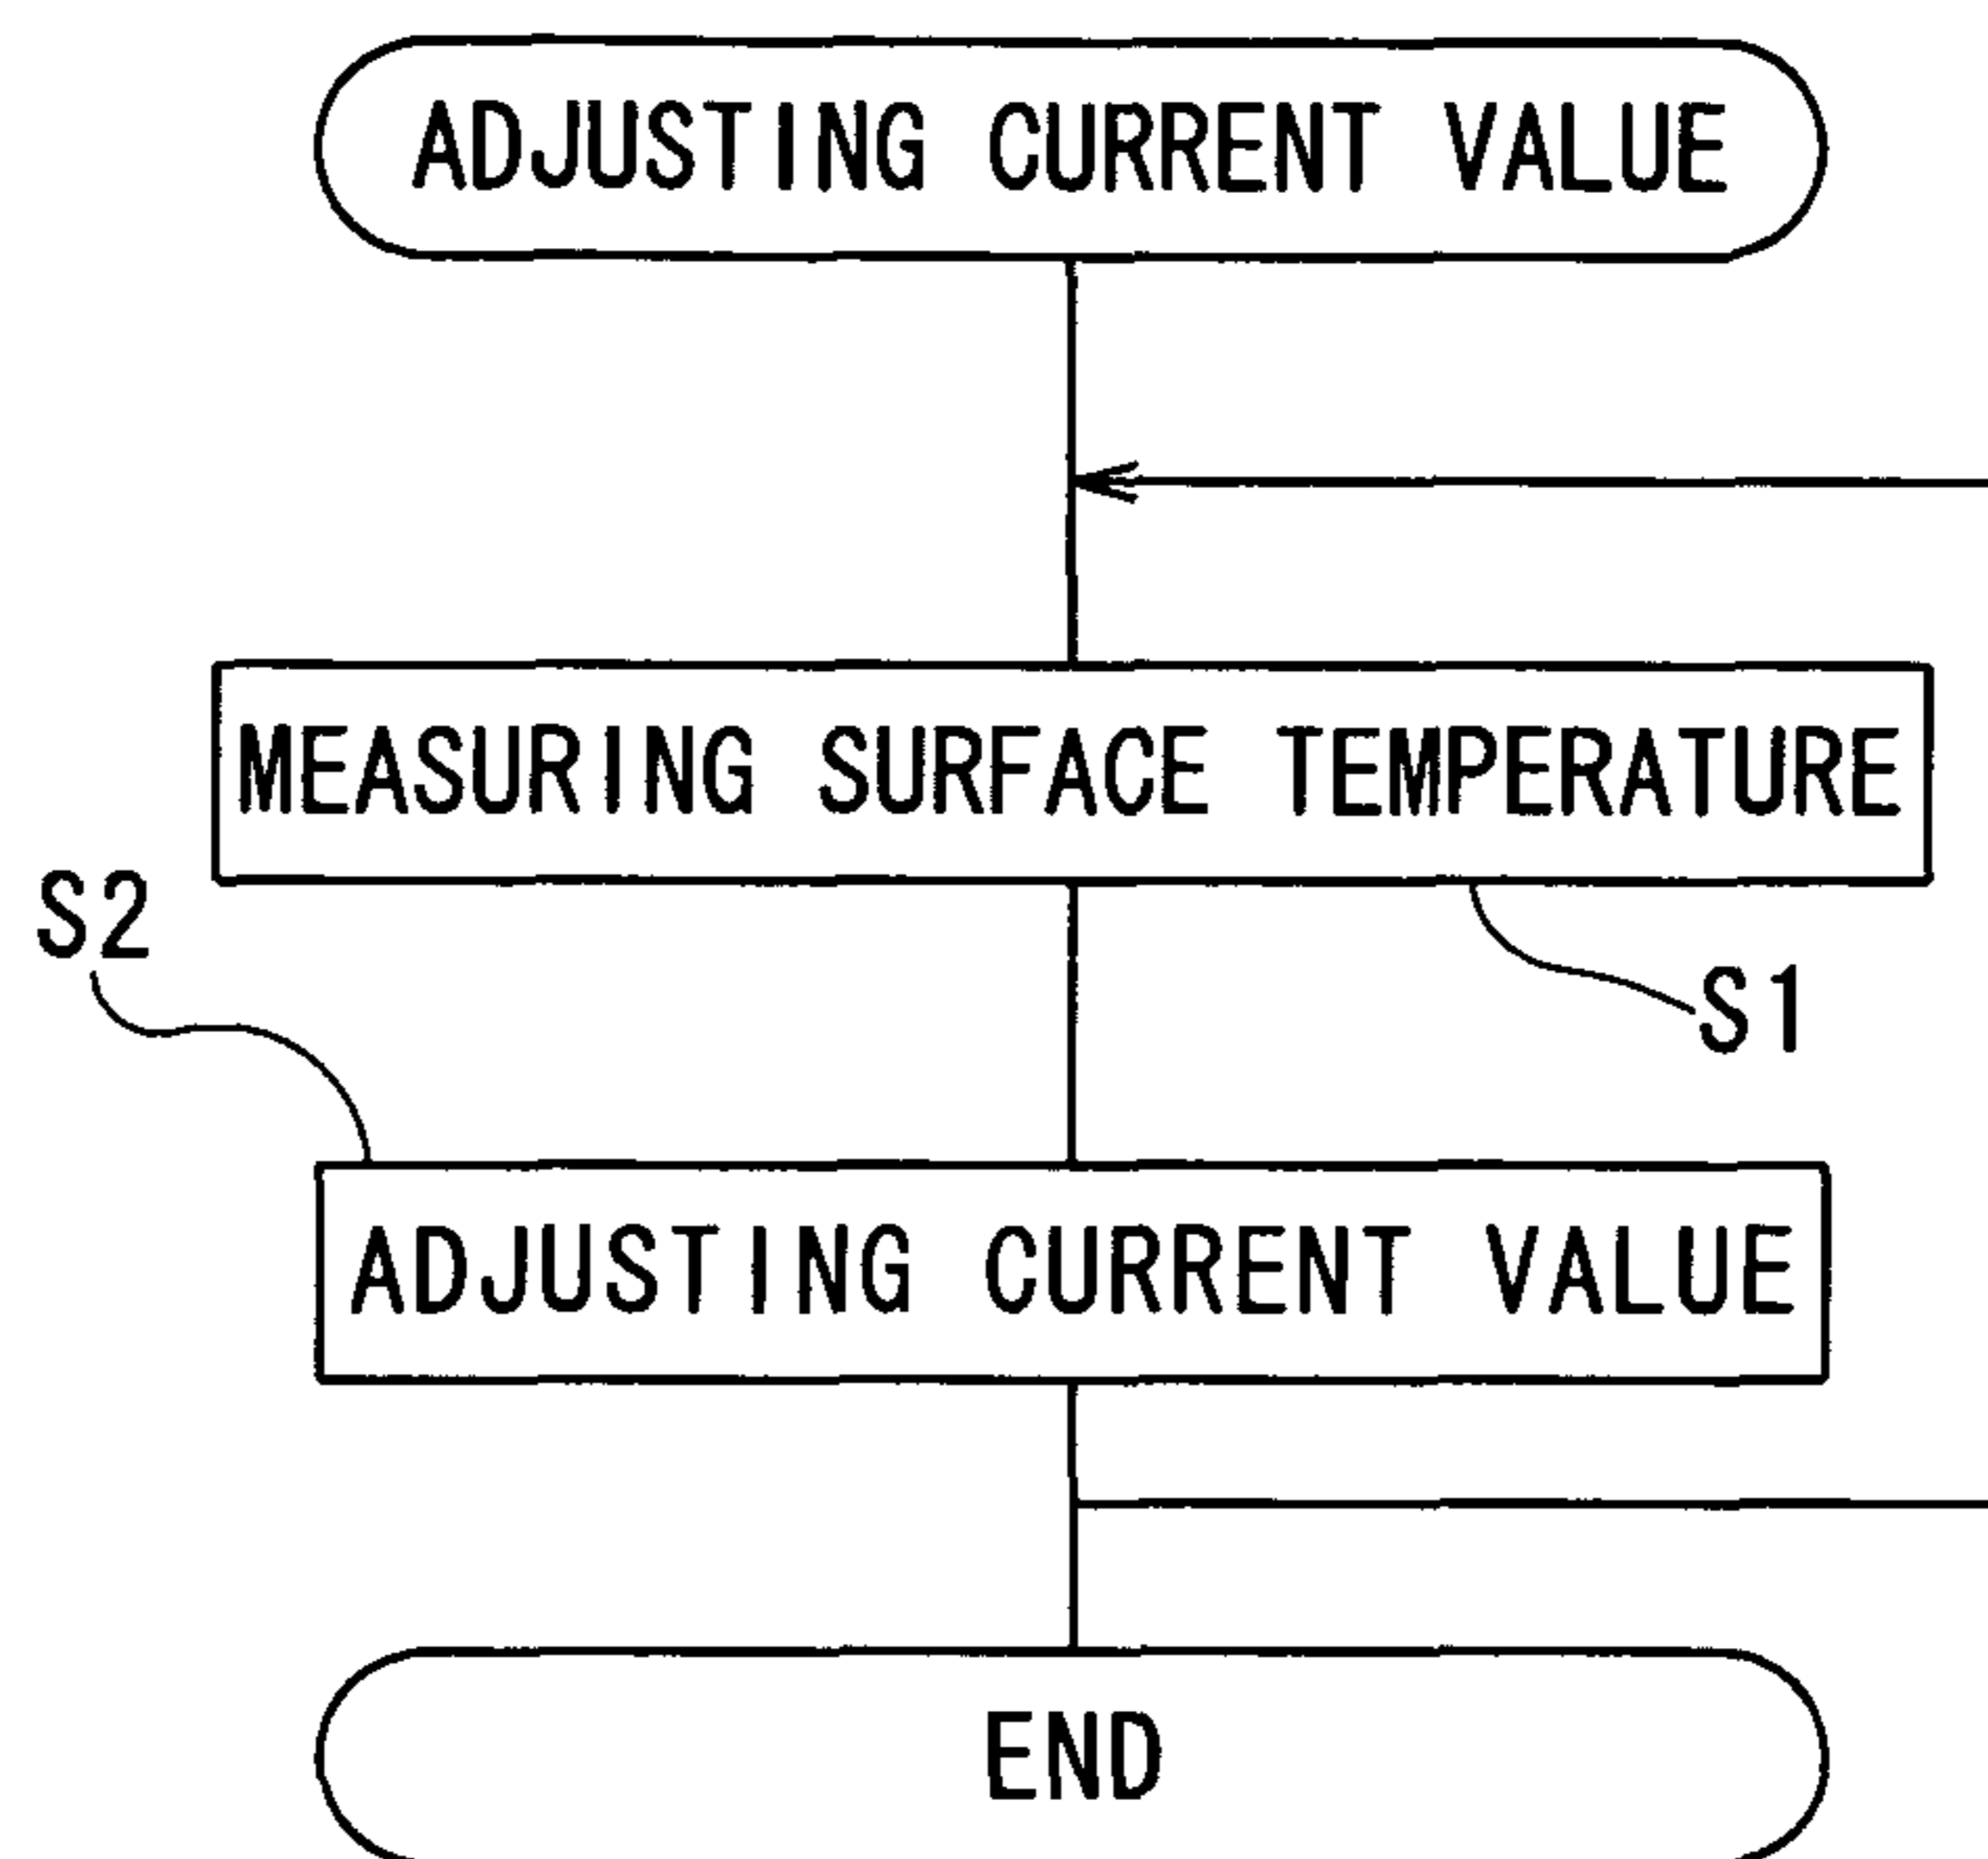 ADJUSTING CURRENT VALUE
MEASURING SURFACE TEMPERATURE
S2
S1
ADJUSTING CURRENT VALUE
END